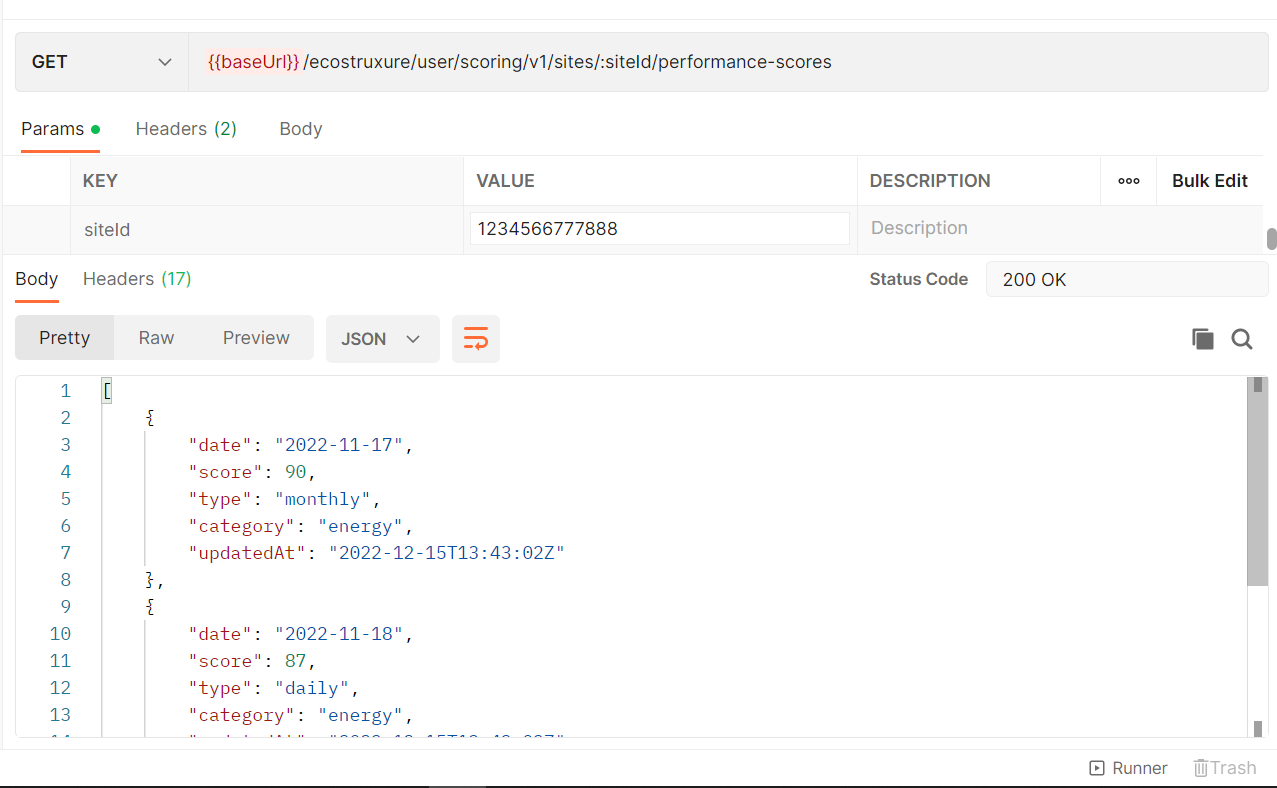 GET {{baseUrl}}/ecostruxure/user/scoring/v1/sites/:siteId/performance-scores
Params Headers (2) Body
KEY VALUE DESCRIPTION Bulk Edit
siteId 1234566777888 Description
Body Headers (17) Status Code 200 OK
Pretty Raw Preview JSON
1 [
2 {
3 "date": "2022-11-17",
4 "score": 90,
5 "type": "monthly",
6 "category": "energy",
7 "updatedAt": "2022-12-15T13:43:02Z"
8 },
9 {
10 "date": "2022-11-18",
11 "score": 87,
12 "type": "daily",
13 "category": "energy",
Runner Trash